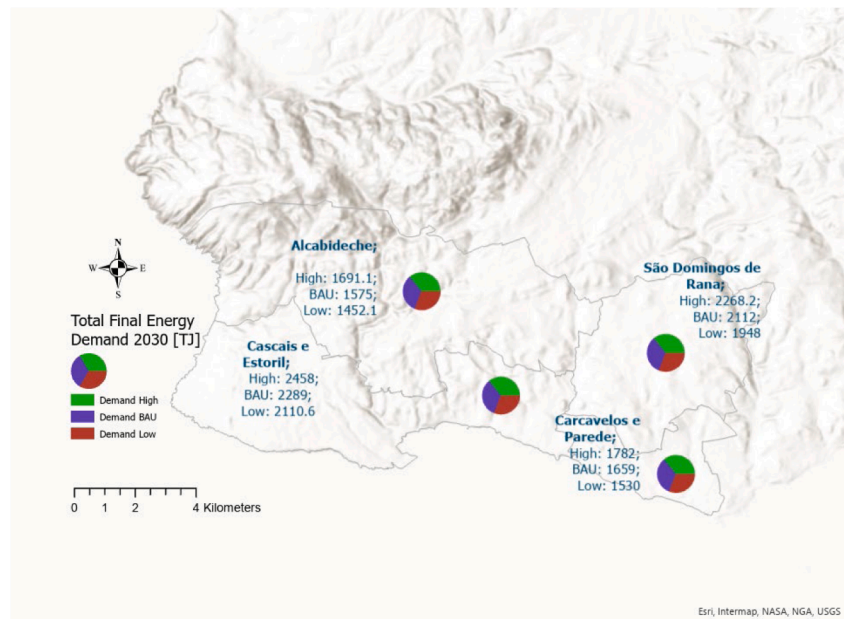 Alcabideche;
High: 1691.1;
BAU: 1575;
Low: 1452.1
São Domingos de
Rana;
High: 2268.2;
BAU: 2112;
Low: 1948
N
W E
S
Total Final Energy
Demand 2030 [TJ]
Demand High
Demand BAU
Demand Low
Cascais e
Estoril;
High: 2458;
BAU: 2289;
Low: 2110.6
Carcavelos e
Parede;
High: 1782;
BAU: 1659;
Low: 1530
0 1 2 4 Kilometers
Esri, Intermap, NASA, NGA, USGS